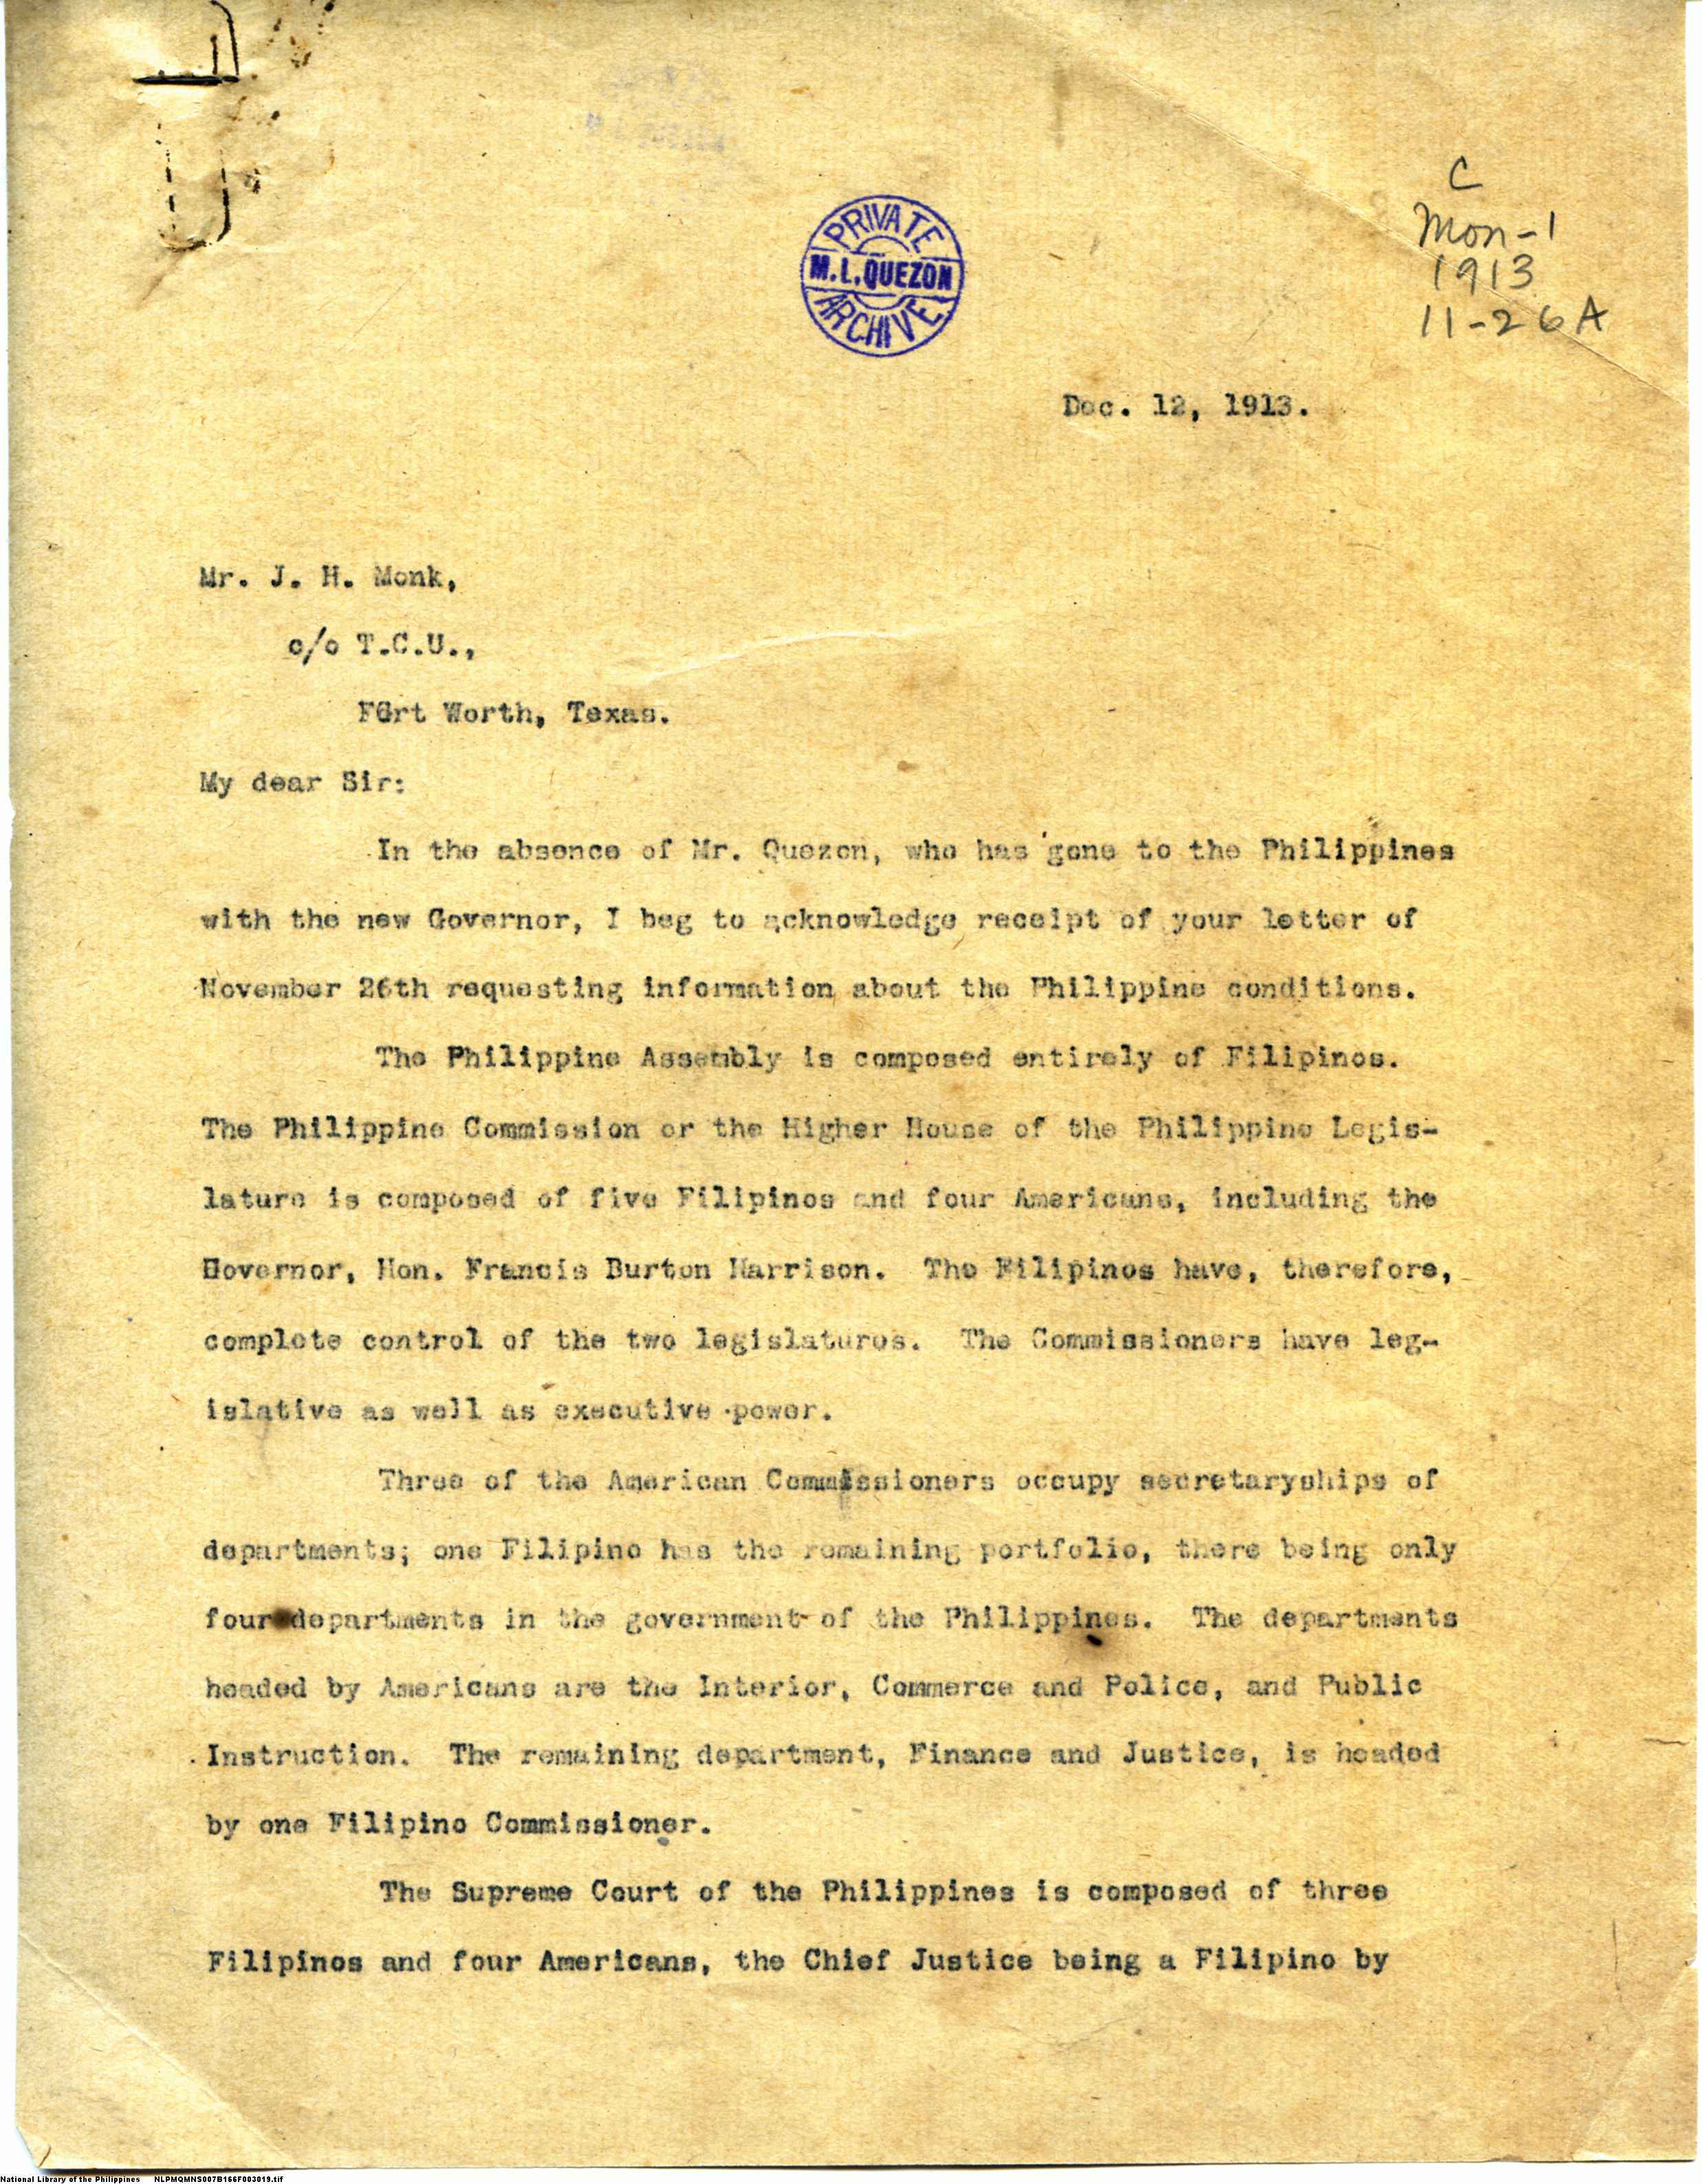 C
Mon-1
1913
11-26A
PRIVATE
M.L.QUEZON
ARCHIVE
Dec. 12, 1913.
Mr. J. H. Monk,
c/o T.C.U.,
Fort Worth, Texas.
My dear Sir:
In the absence of Mr. Quezon, who has gone to the Philippines
with the new Governor, I beg to acknowledge receipt of your letter of
November 26th requesting information about the Philippine conditions.
The Philippine Assembly is composed entirely of Filipinos.
The Philippine Commission or the Higher House of the Philippine Legis-
lature is composed of five Filipinos and four Americans, including the
Governor, Hon. Francis Burton Harrison. The Filipinos have, therefore,
complete control of the two legislatures. The Commissioners have leg-
islative as well as executive power.
Three of the American Commissioners occupy secretaryships of
departments; one Filipino has the remaining portfolio, there being only
four departments in the government of the Philippines. The departments
headed by Americans are the Interior, Commerce and Police, and Public
Instruction. The remaining department, Finance and Justice, is headed
by one Filipino Commissioner.
The Supreme Court of the Philippines is composed of three
Filipinos and four Americans, the Chief Justice being a Filipino by
National Library of the Philippines NLPMQMNS007B166F003019.tif